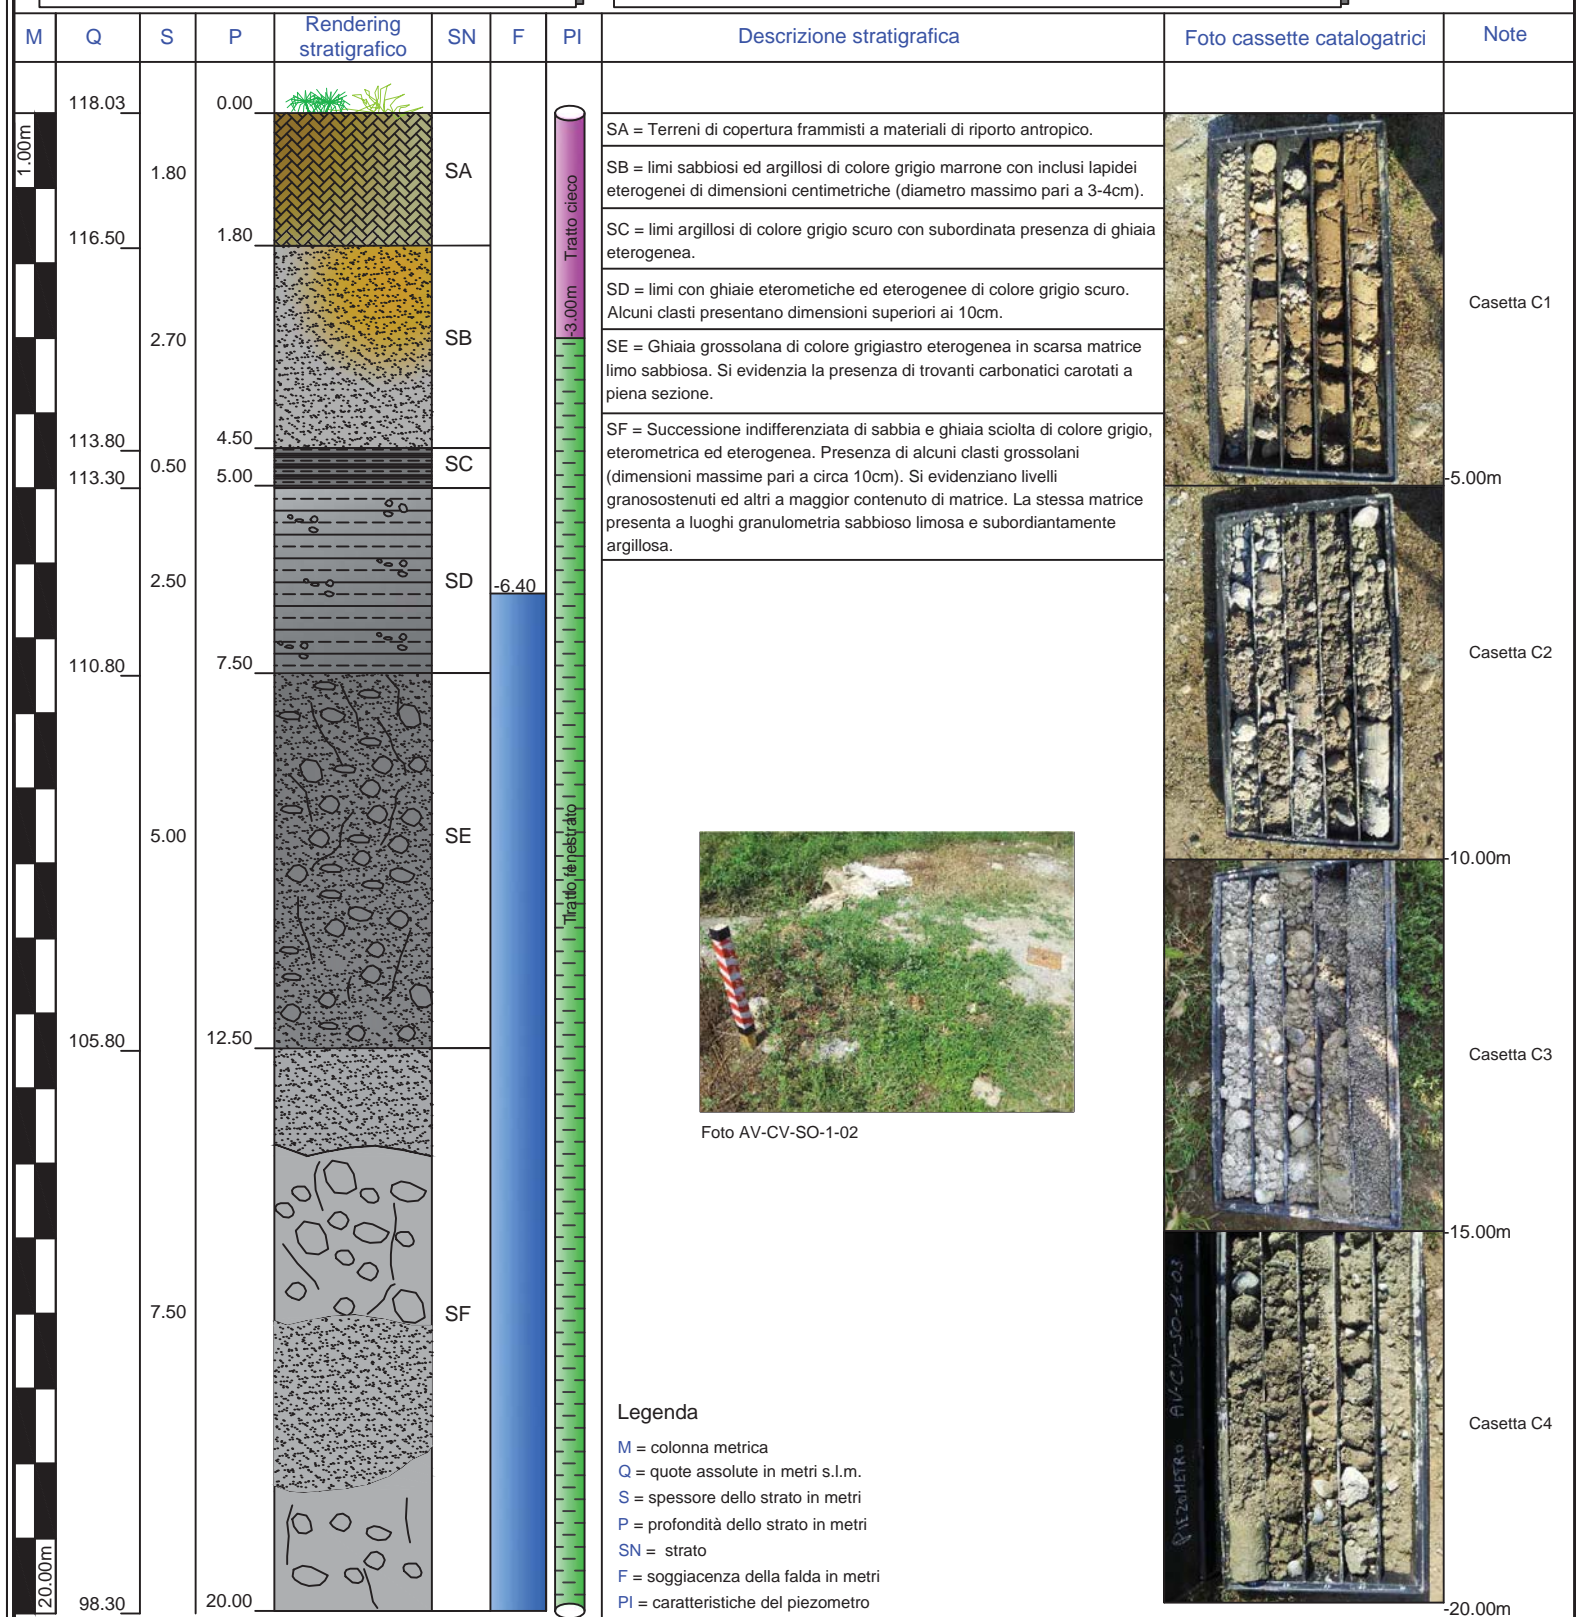 M
Q
S
P
Rendering
stratigrafico
SN
F
PI
Descrizione stratigrafica
Foto cassette catalogatrici
Note
1.00m
20.00m
118.03
116.50
113.80
113.30
110.80
105.80
98.30
1.80
2.70
0.50
2.50
5.00
7.50
0.00
1.80
4.50
5.00
7.50
12.50
20.00
SA
SB
SC
SD
SE
SF
-6.40
Tratto cieco
-3.00m
Tratto fenestrato
SA = Terreni di copertura frammisti a materiali di riporto antropico.
SB = limi sabbiosi ed argillosi di colore grigio marrone con inclusi lapidei
eterogenei di dimensioni centimetriche (diametro massimo pari a 3-4cm).
SC = limi argillosi di colore grigio scuro con subordinata presenza di ghiaia
eterogenea.
SD = limi con ghiaie eterometiche ed eterogenee di colore grigio scuro.
Alcuni clasti presentano dimensioni superiori ai 10cm.
SE = Ghiaia grossolana di colore grigiastro eterogenea in scarsa matrice
limo sabbiosa. Si evidenzia la presenza di trovanti carbonatici carotati a
piena sezione.
SF = Successione indifferenziata di sabbia e ghiaia sciolta di colore grigio,
eterometrica ed eterogenea. Presenza di alcuni clasti grossolani
(dimensioni massime pari a circa 10cm). Si evidenziano livelli
granosostenuti ed altri a maggior contenuto di matrice. La stessa matrice
presenta a luoghi granulometria sabbioso limosa e subordiantamente
argillosa.
Foto AV-CV-SO-1-02
Legenda
M = colonna metrica
Q = quote assolute in metri s.l.m.
S = spessore dello strato in metri
P = profondità dello strato in metri
SN = strato
F = soggiacenza della falda in metri
PI = caratteristiche del piezometro
PIEZOMETRO AV-CV-SO-1-03
Casetta C1
-5.00m
Casetta C2
-10.00m
Casetta C3
-15.00m
Casetta C4
-20.00m